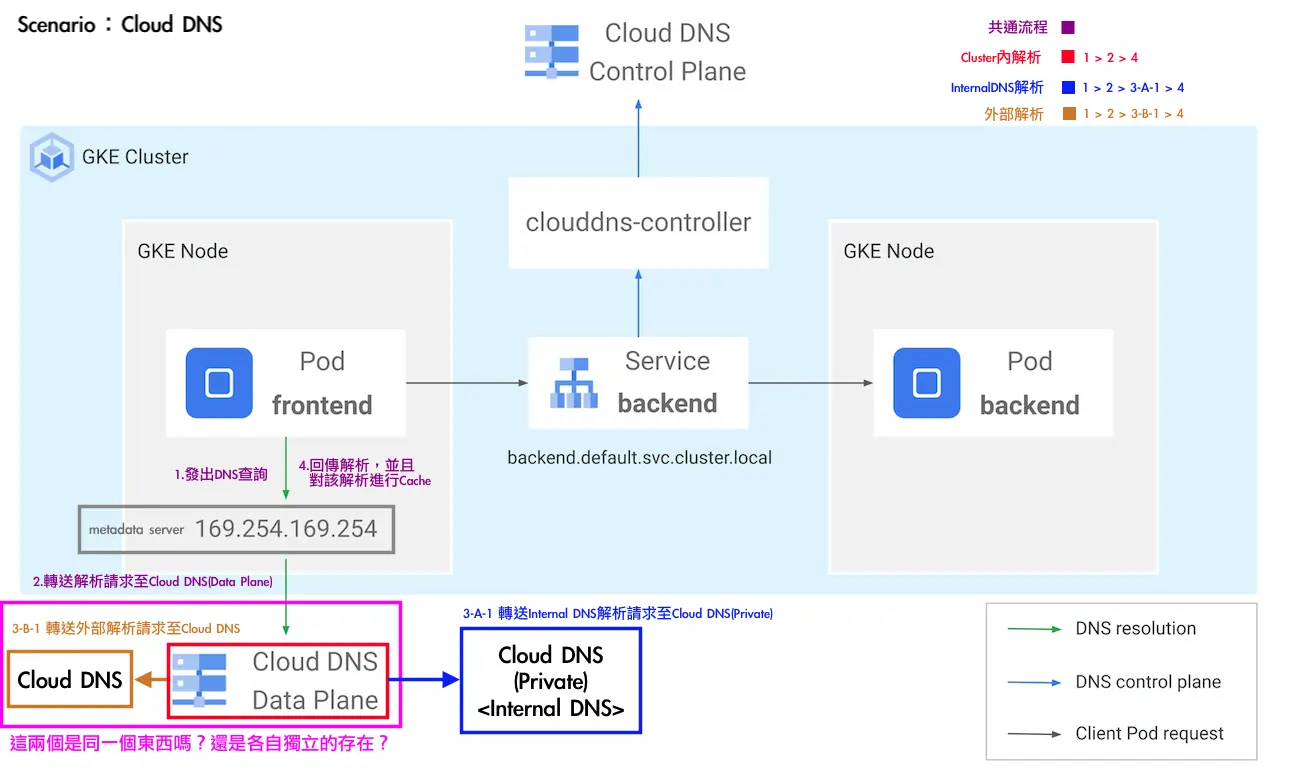 Scenario：Cloud DNS
Cloud DNS
Control Plane
共通流程
Cluster內解析 1 > 2 > 4
InternalDNS解析 1 > 2 > 3-A-1 > 4
外部解析 1 > 2 > 3-B-1 > 4
GKE Cluster
clouddns-controller
GKE Node
GKE Node
Pod
frontend
Service
backend
Pod
backend
backend.default.svc.cluster.local
1.發出DNS查詢
4.回傳解析，並且
對該解析進行Cache
metadata server 169.254.169.254
2.轉送解析請求至Cloud DNS(Data Plane)
3-B-1 轉送外部解析請求至Cloud DNS
Cloud DNS
Cloud DNS
Data Plane
3-A-1 轉送Internal DNS解析請求至Cloud DNS(Private)
Cloud DNS
(Private)
<Internal DNS>
這兩個是同一個東西嗎？還是各自獨立的存在？
DNS resolution
DNS control plane
Client Pod request